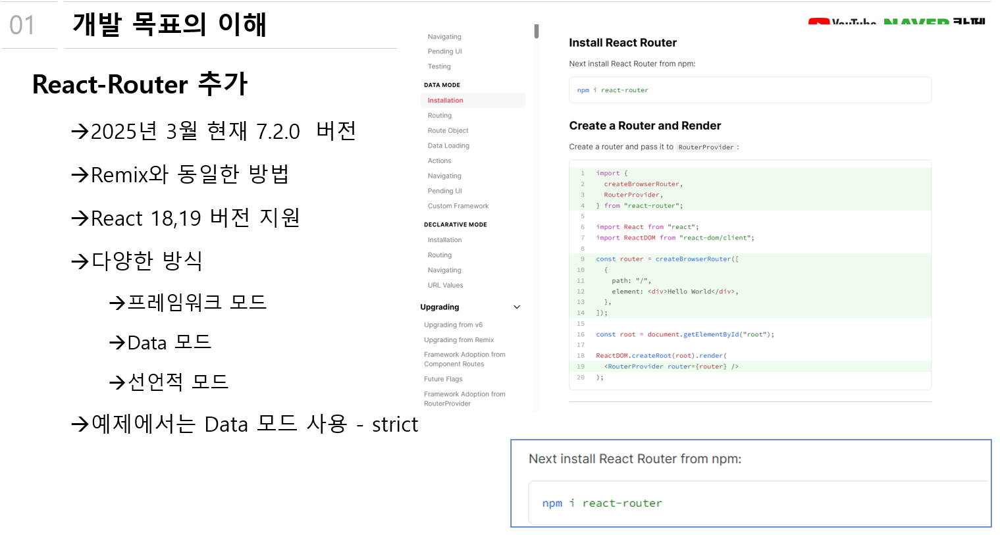 01
개발 목표의 이해
YouTube NAVER 카페
React-Router 추가
→2025년 3월 현재 7.2.0 버전
→Remix와 동일한 방법
→React 18,19 버전 지원
→다양한 방식
→프레임워크 모드
→Data 모드
→선언적 모드
→예제에서는 Data 모드 사용 - strict
Navigating
Pending UI
Testing
DATA MODE
Installation
Routing
Route Object
Data Loading
Actions
Navigating
Pending UI
Custom Framework
DECLARATIVE MODE
Installation
Routing
Navigating
URL Values
Upgrading
Upgrading from v6
Upgrading from Remix
Framework Adoption from
Component Routes
Future Flags
Framework Adoption from
RouterProvider
Install React Router
Next install React Router from npm:
npm i react-router
Create a Router and Render
Create a router and pass it to RouterProvider:
1 import {
2 createBrowserRouter,
3 RouterProvider,
4 } from "react-router";
5
6 import React from "react";
7 import ReactDOM from "react-dom/client";
8
9 const router = createBrowserRouter([
10 {
11 path: "/",
12 element: <div>Hello World</div>,
13 },
14 ]);
15
16 const root = document.getElementById("root");
17
18 ReactDOM.createRoot(root).render(
19 <RouterProvider router={router} />
20 );
Next install React Router from npm:
npm i react-router